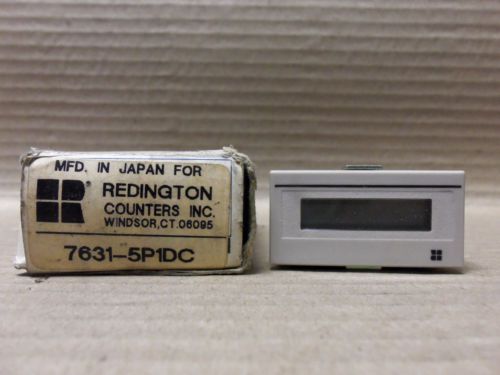 MFD. IN JAPAN FOR
R®
REDINGTON
COUNTERS INC.
WINDSOR, CT. 06095
7631-5P1DC